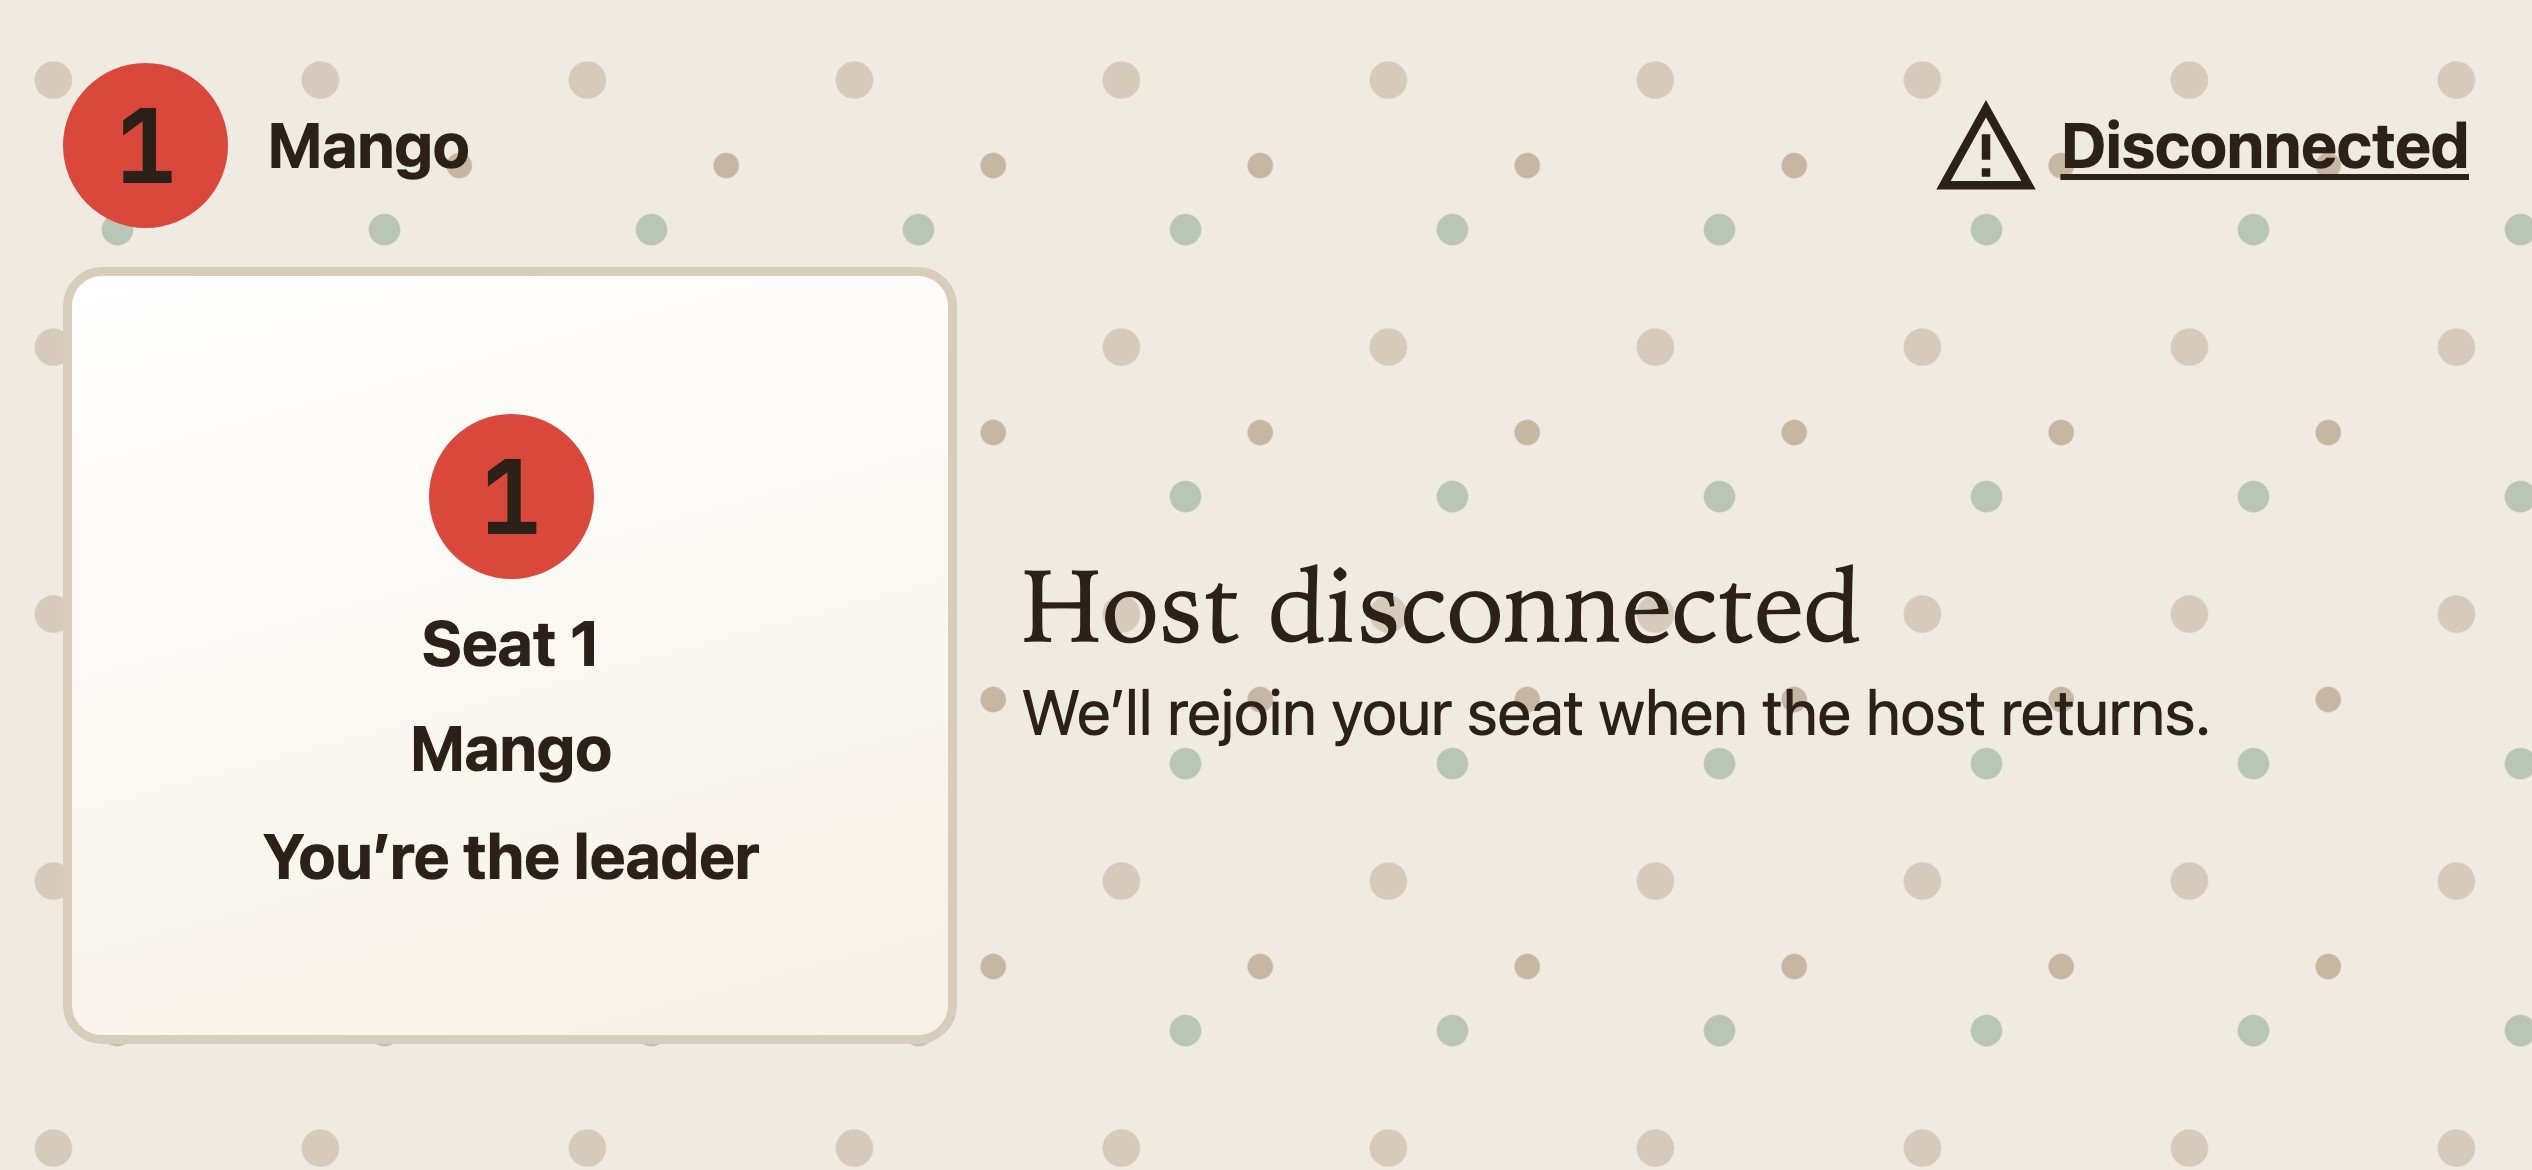 1
Mango
Disconnected
1
Seat 1
Mango
You’re the leader
Host disconnected
We’ll rejoin your seat when the host returns.